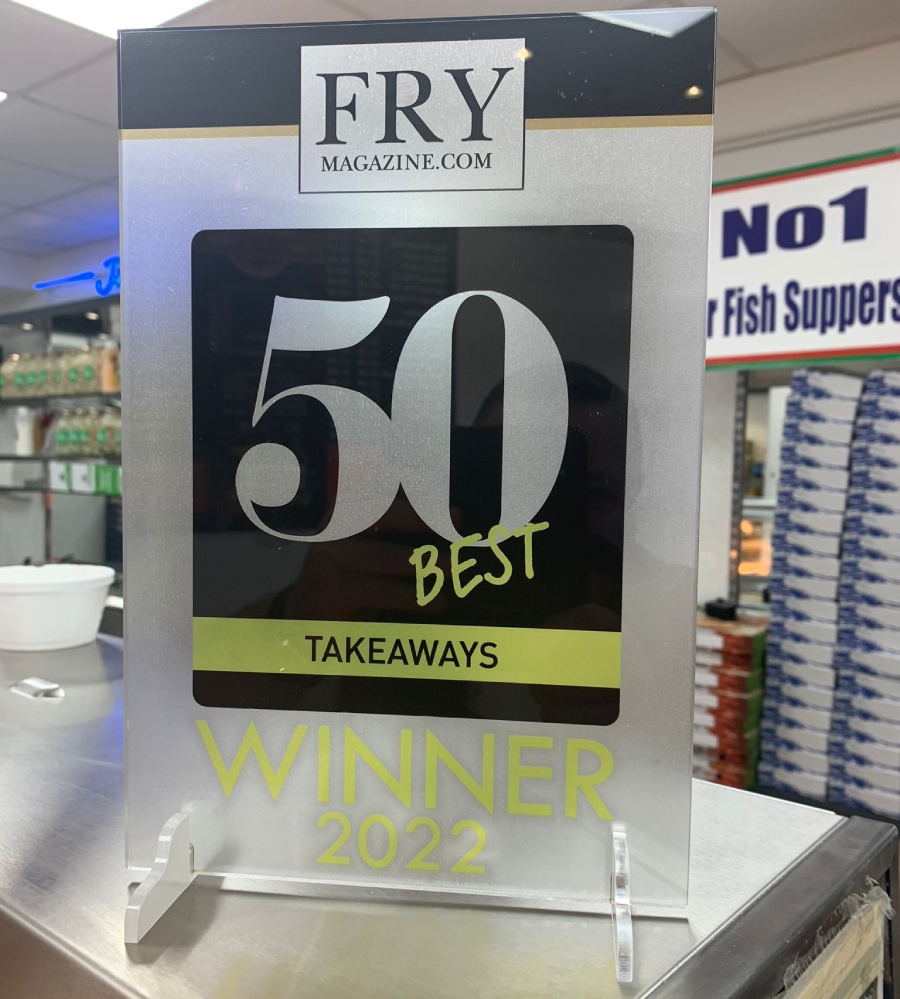 FRY
MAGAZINE.COM
50
BEST
TAKEAWAYS
WINNER
2022
No1
r Fish Suppers